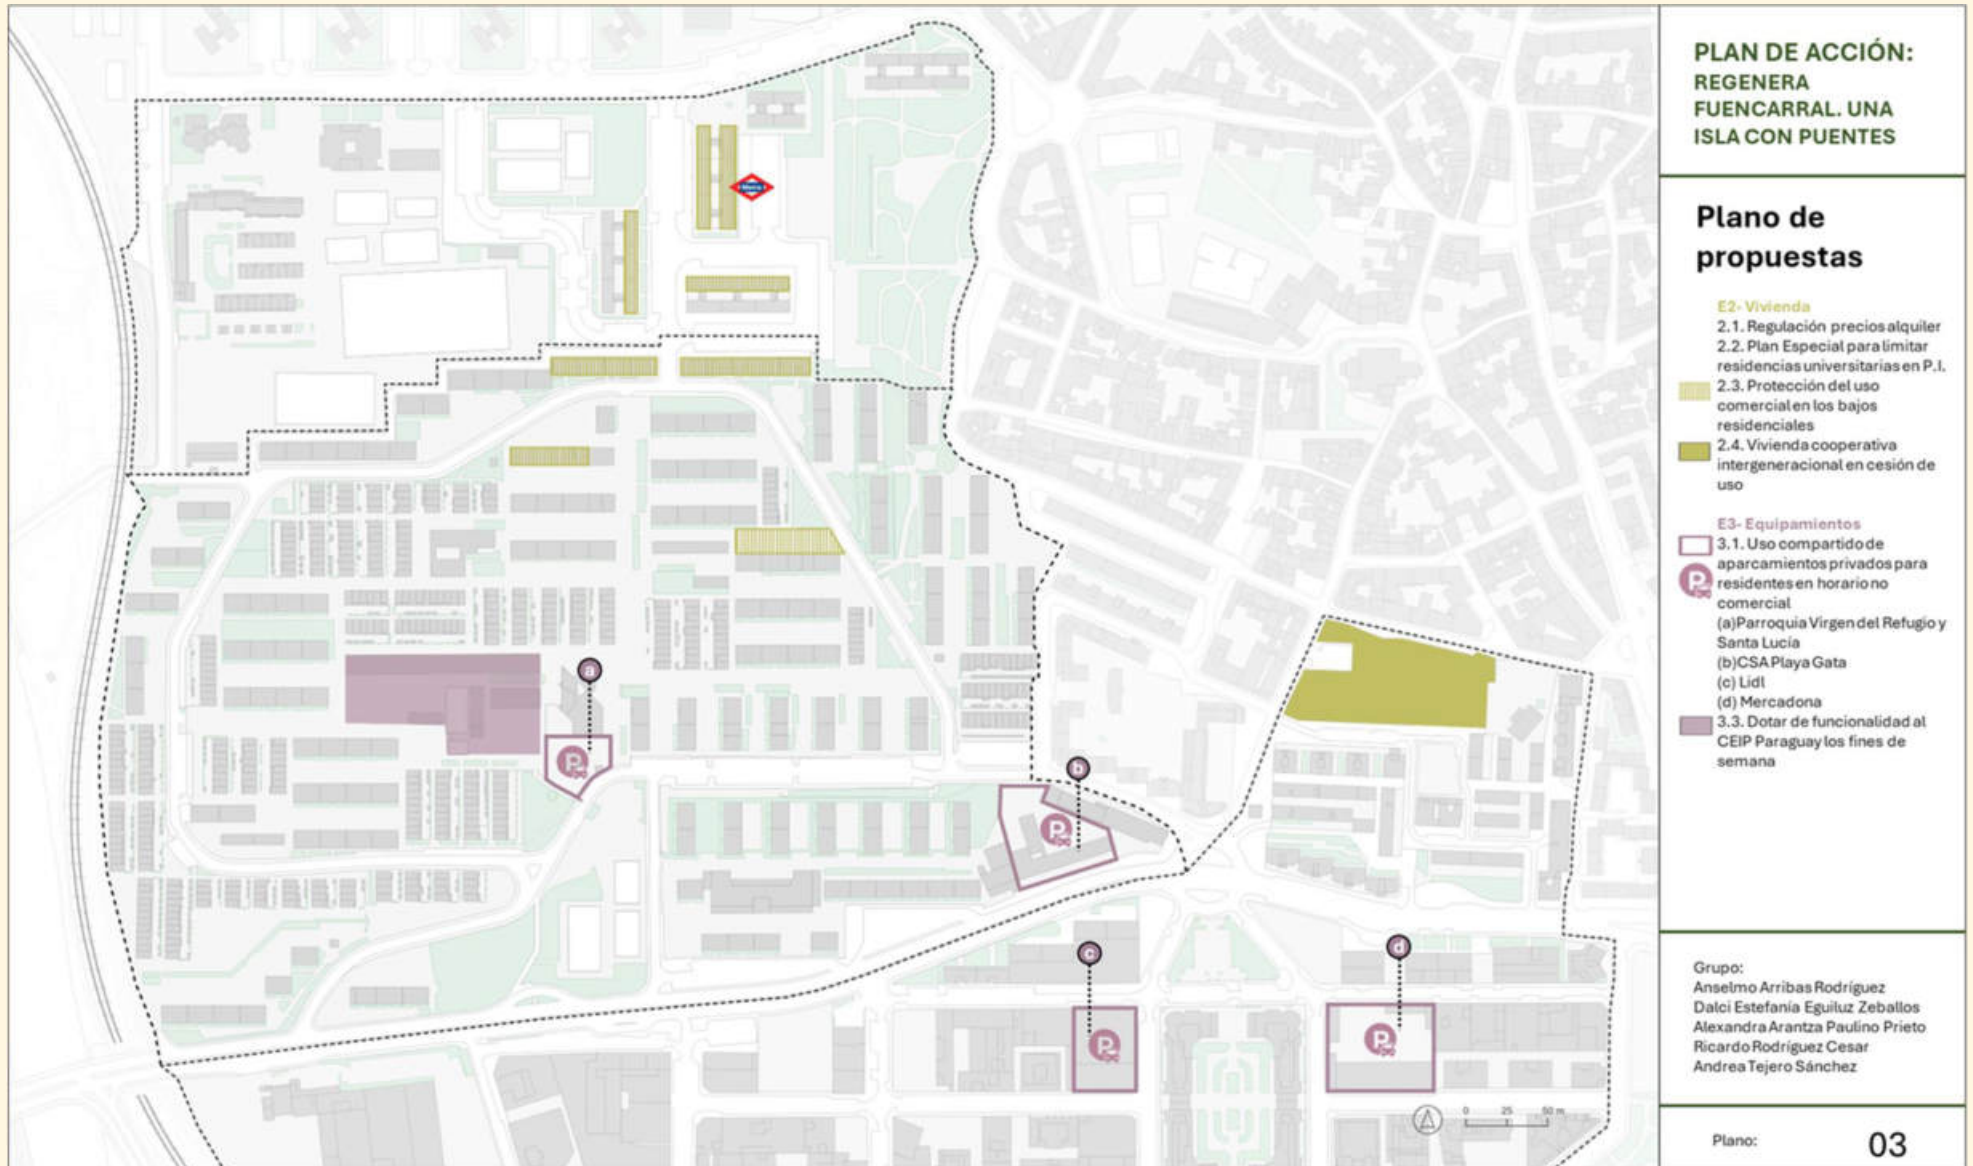 PLAN DE ACCIÓN:
REGENERA
FUENCARRAL. UNA
ISLA CON PUENTES
Plano de
propuestas
E2- Vivienda
2.1. Regulación precios alquiler
2.2. Plan Especial para limitar
residencias universitarias en P.I.
2.3. Protección del uso
comercial en los bajos
residenciales
2.4. Vivienda cooperativa
intergeneracional en cesión de
uso
E3- Equipamientos
3.1. Uso compartido de
aparcamientos privados para
residentes en horario no
comercial
(a)Parroquia Virgen del Refugio y
Santa Lucía
(b)CSA Playa Gata
(c) Lidl
(d) Mercadona
3.3. Dotar de funcionalidad al
CEIP Paraguay los fines de
semana
P
Grupo:
Anselmo Arribas Rodríguez
Dalci Estefanía Eguiluz Zeballos
Alexandra Arantza Paulino Prieto
Ricardo Rodríguez Cesar
Andrea Tejero Sánchez
Plano:
03
Metro
a
P
b
P
c
P
d
P
0 25 50 m